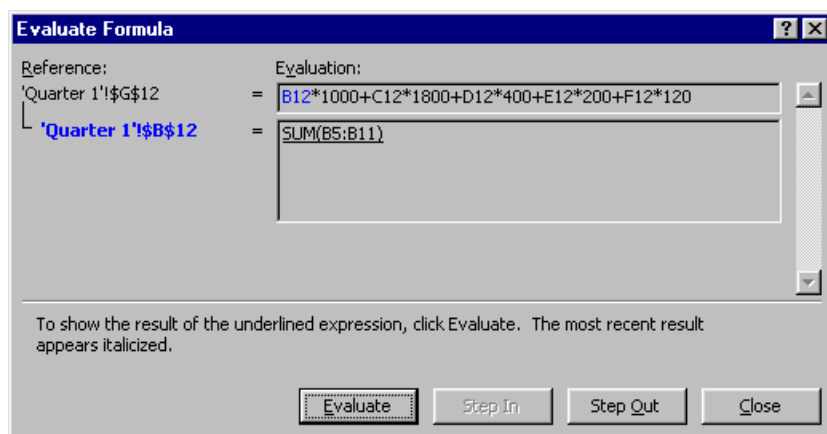 Evaluate Formula
Reference: Evaluation:
'Quarter 1'!$G$12 = B12*1000+C12*1800+D12*400+E12*200+F12*120
'Quarter 1'!$B$12 = SUM(B5:B11)
To show the result of the underlined expression, click Evaluate. The most recent result
appears italicized.
Evaluate Step In Step Out Close